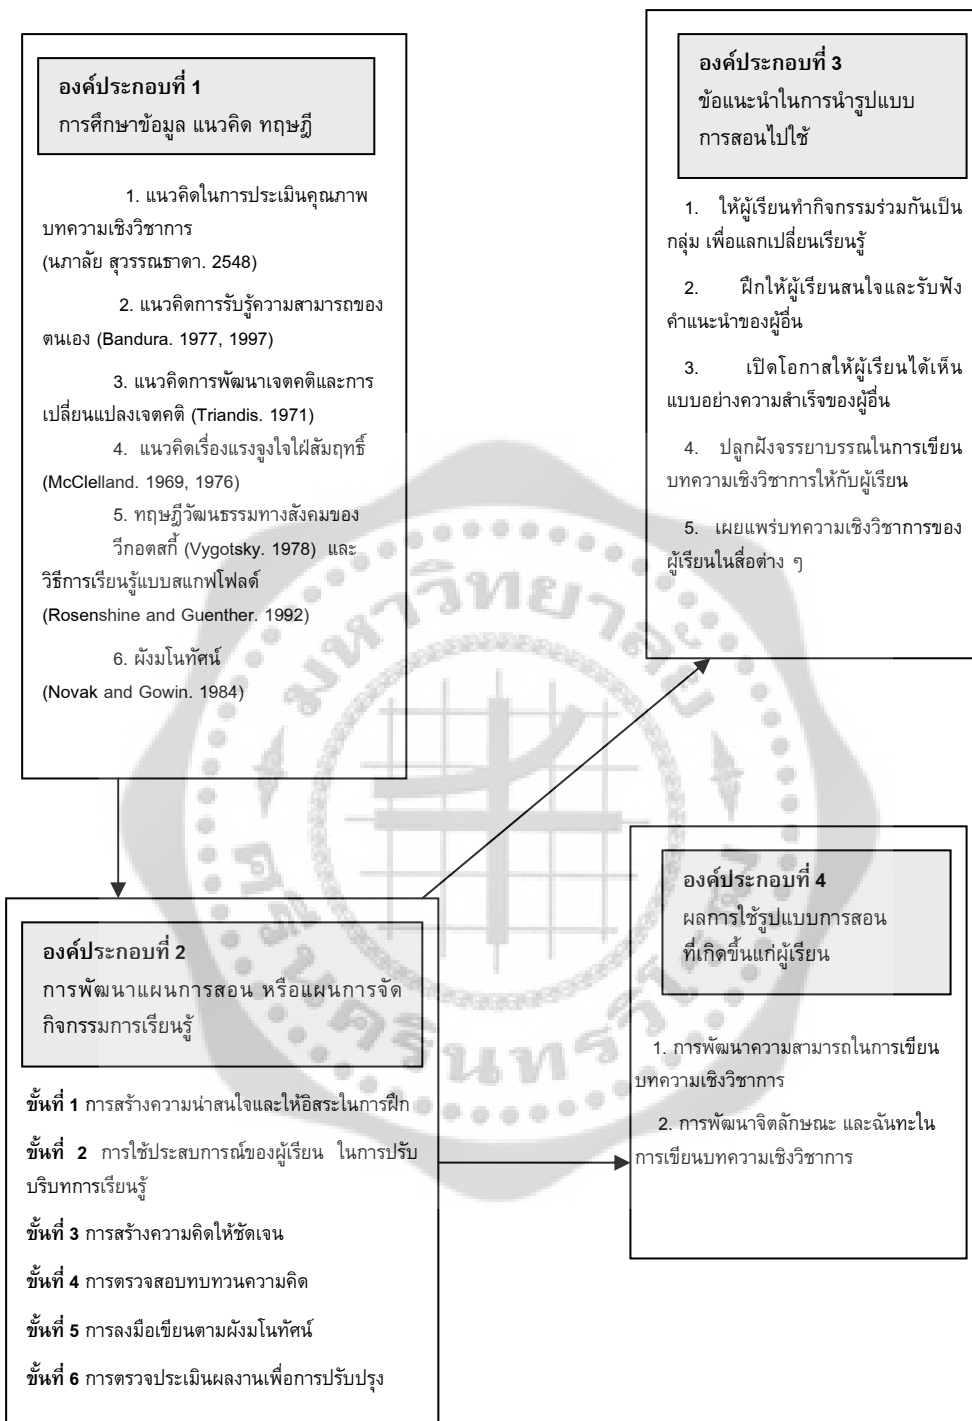 องค์ประกอบที่ 1
การศึกษาข้อมูล แนวคิด ทฤษฎี
1. แนวคิดในการประเมินคุณภาพ
บทความเชิงวิชาการ
(นภาลัย สุวรรณธาดา. 2548)
2. แนวคิดการรับรู้ความสามารถของ
ตนเอง (Bandura. 1977, 1997)
3. แนวคิดการพัฒนาเจตคติและการ
เปลี่ยนแปลงเจตคติ (Triandis. 1971)
4. แนวคิดเรื่องแรงจูงใจใฝ่สัมฤทธิ์
(McClelland. 1969, 1976)
5. ทฤษฎีวัฒนธรรมทางสังคมของ
วีกอตสกี้ (Vygotsky. 1978) และ
วิธีการเรียนรู้แบบสแกฟโฟลด์
(Rosenshine and Guenther. 1992)
6. ผังมโนทัศน์
(Novak and Gowin. 1984)
องค์ประกอบที่ 2
การพัฒนาแผนการสอน หรือแผนการจัด
กิจกรรมการเรียนรู้
ขั้นที่ 1 การสร้างความน่าสนใจและให้อิสระในการฝึก
ขั้นที่ 2 การใช้ประสบการณ์ของผู้เรียน ในการปรับ
บริบทการเรียนรู้
ขั้นที่ 3 การสร้างความคิดให้ชัดเจน
ขั้นที่ 4 การตรวจสอบทบทวนความคิด
ขั้นที่ 5 การลงมือเขียนตามผังมโนทัศน์
ขั้นที่ 6 การตรวจประเมินผลงานเพื่อการปรับปรุง
องค์ประกอบที่ 3
ข้อแนะนำในการนำรูปแบบ
การสอนไปใช้
1. ให้ผู้เรียนทำกิจกรรมร่วมกันเป็น
กลุ่ม เพื่อแลกเปลี่ยนเรียนรู้
2. ฝึกให้ผู้เรียนสนใจและรับฟัง
คำแนะนำของผู้อื่น
3. เปิดโอกาสให้ผู้เรียนได้เห็น
แบบอย่างความสำเร็จของผู้อื่น
4. ปลูกฝังจรรยาบรรณในการเขียน
บทความเชิงวิชาการให้กับผู้เรียน
5. เผยแพร่บทความเชิงวิชาการของ
ผู้เรียนในสื่อต่าง ๆ
องค์ประกอบที่ 4
ผลการใช้รูปแบบการสอน
ที่เกิดขึ้นแก่ผู้เรียน
1. การพัฒนาความสามารถในการเขียน
บทความเชิงวิชาการ
2. การพัฒนาจิตลักษณะ และฉันทะใน
การเขียนบทความเชิงวิชาการ
มหาวิทยาลัย
ศรีนครินทรวิโรฒ